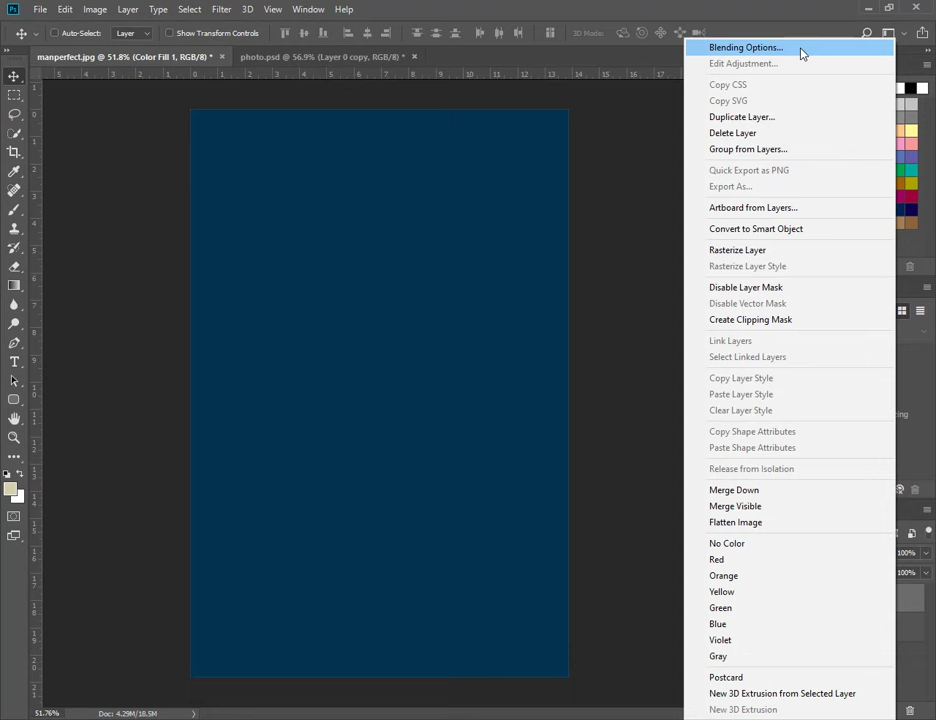 Ps File Edit Image Layer Type Select Filter 3D View Window Help
Auto-Select: Layer Show Transform Controls 3D Mode:
manperfect.jpg @ 51.8% (Color Fill 1, RGB/8) * × photo.psd @ 56.9% (Layer 0 copy, RGB/8) * ×
Blending Options...
Edit Adjustment...
Copy CSS
Copy SVG
Duplicate Layer...
Delete Layer
Group from Layers...
Quick Export as PNG
Export As...
Artboard from Layers...
Convert to Smart Object
Rasterize Layer
Rasterize Layer Style
Disable Layer Mask
Disable Vector Mask
Create Clipping Mask
Link Layers
Select Linked Layers
Copy Layer Style
Paste Layer Style
Clear Layer Style
Copy Shape Attributes
Paste Shape Attributes
Release from Isolation
Merge Down
Merge Visible
Flatten Image
No Color
Red
Orange
Yellow
Green
Blue
Violet
Gray
Postcard
New 3D Extrusion from Selected Layer
New 3D Extrusion
100%
100%
51.76% Doc: 4.29M/18.5M